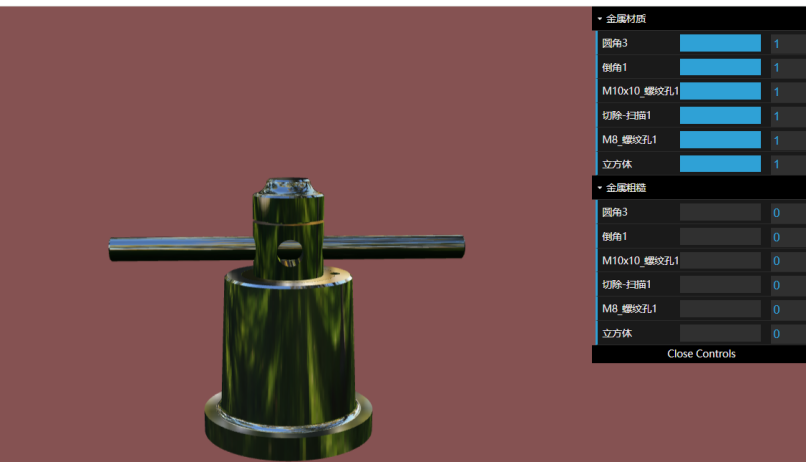 金属材质
圆角3 1
倒角1 1
M10x10_螺纹孔1 1
切除-扫描1 1
M8_螺纹孔1 1
立方体 1
金属粗糙
圆角3 0
倒角1 0
M10x10_螺纹孔1 0
切除-扫描1 0
M8_螺纹孔1 0
立方体 0
Close Controls